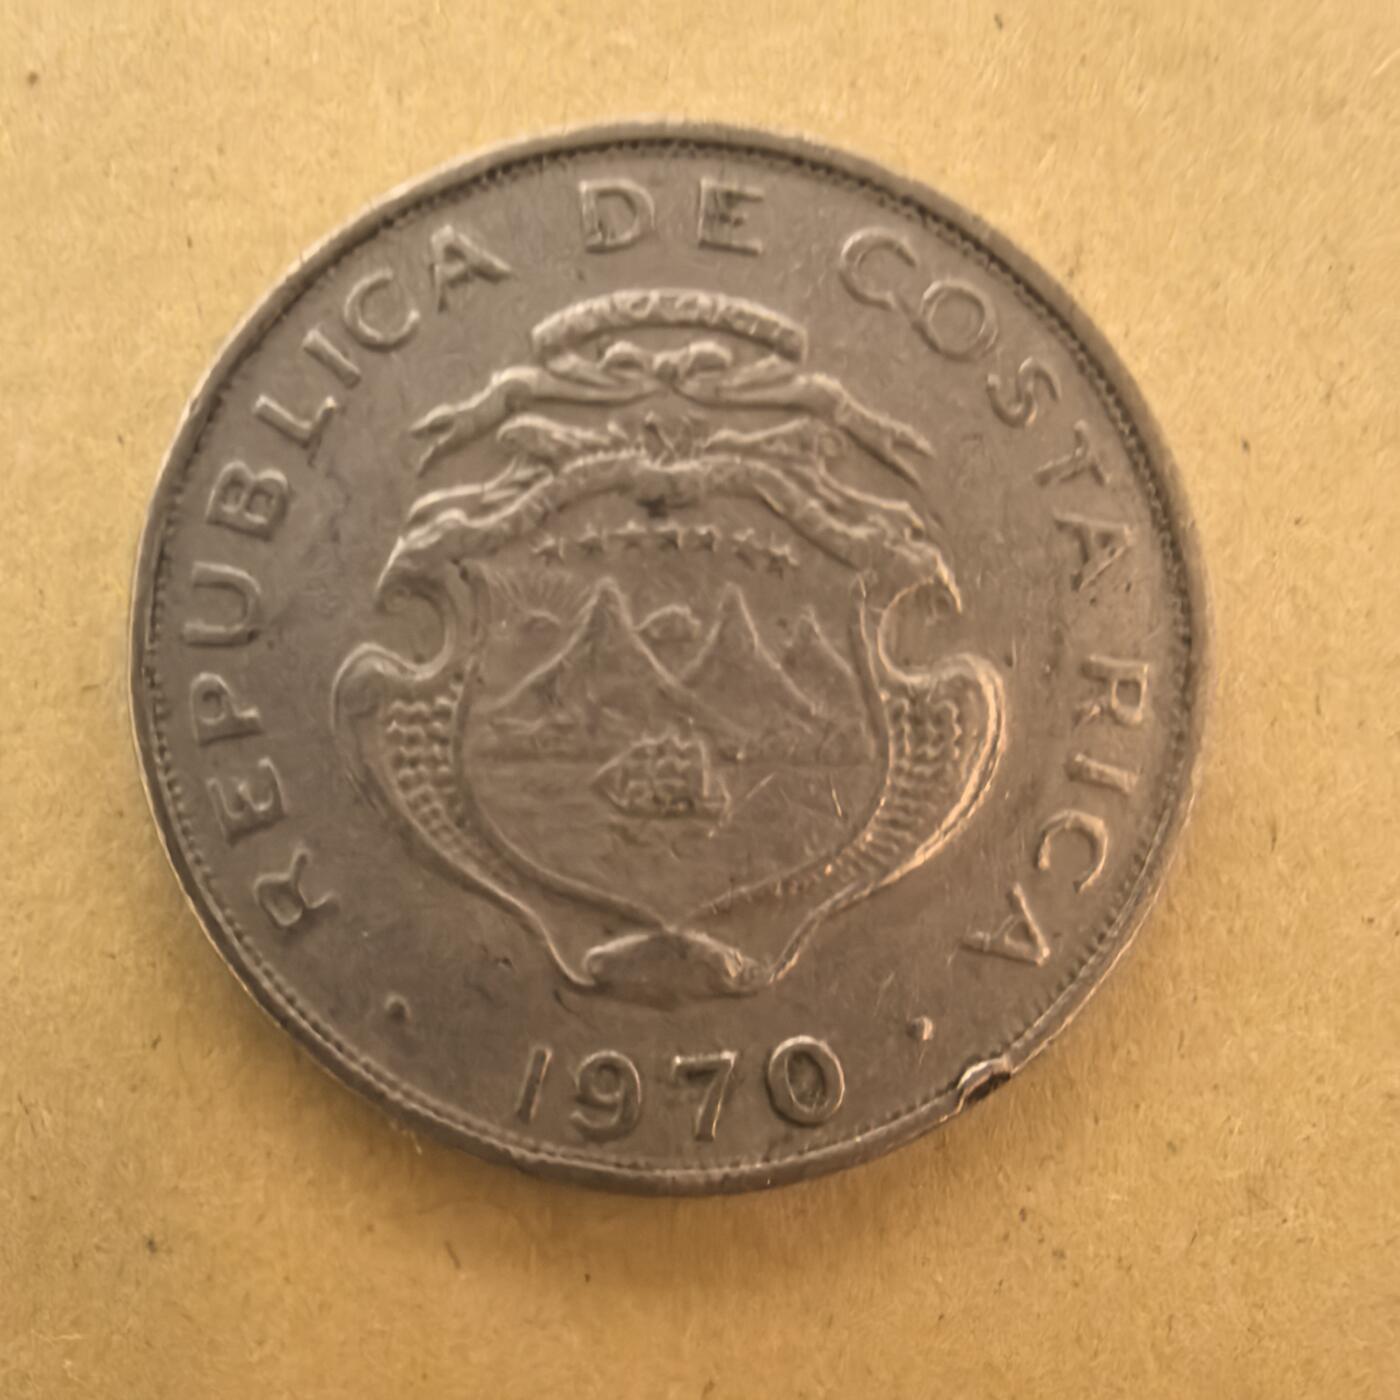 REPUBLICA DE COSTA RICA
1970